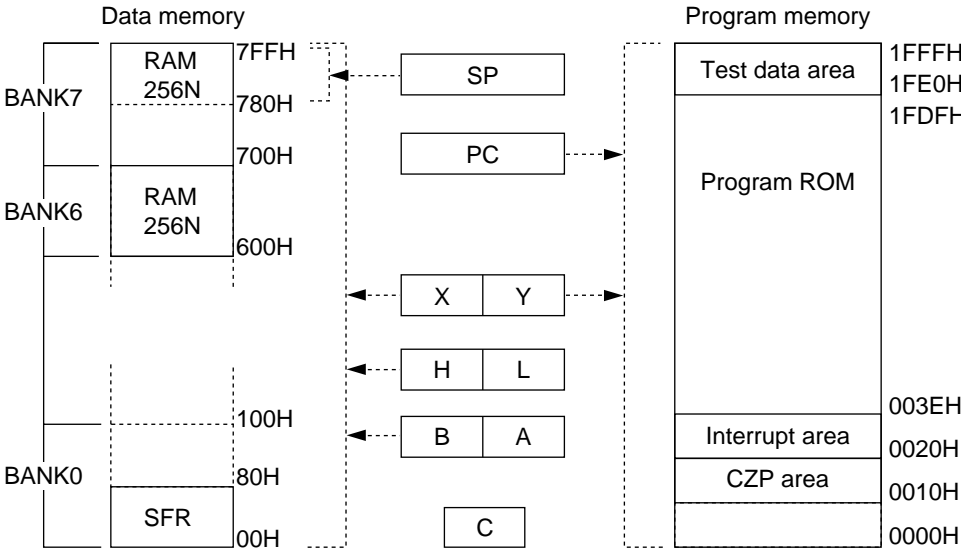 Data memory
Program memory
BANK7
RAM
256N
7FFH
780H
700H
BANK6
RAM
256N
600H
100H
BANK0
80H
SFR
00H
SP
PC
X Y
H L
B A
C
Test data area
1FFFH
1FE0H
1FDFH
Program ROM
003EH
Interrupt area
0020H
CZP area
0010H
0000H